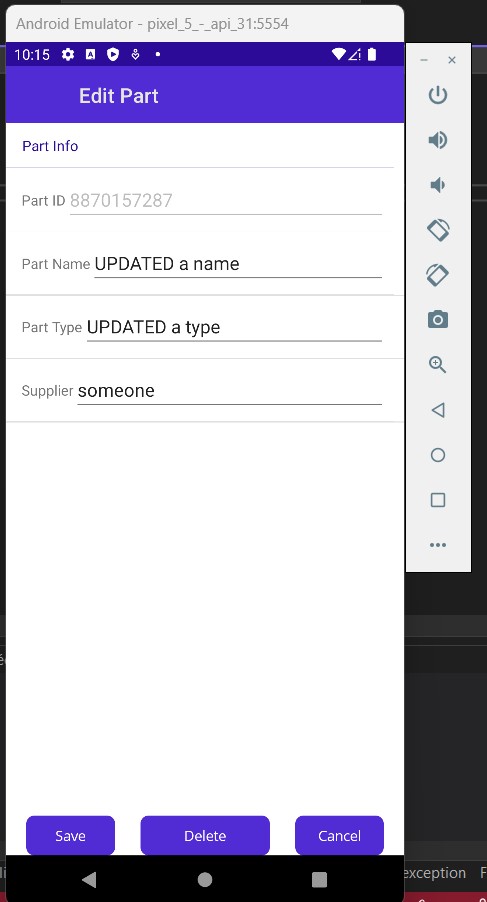 Android Emulator - pixel_5_-_api_31:5554
10:15
Edit Part
Part Info
Part ID 8870157287
Part Name UPDATED a name
Part Type UPDATED a type
Supplier someone
Save Delete Cancel
exception F